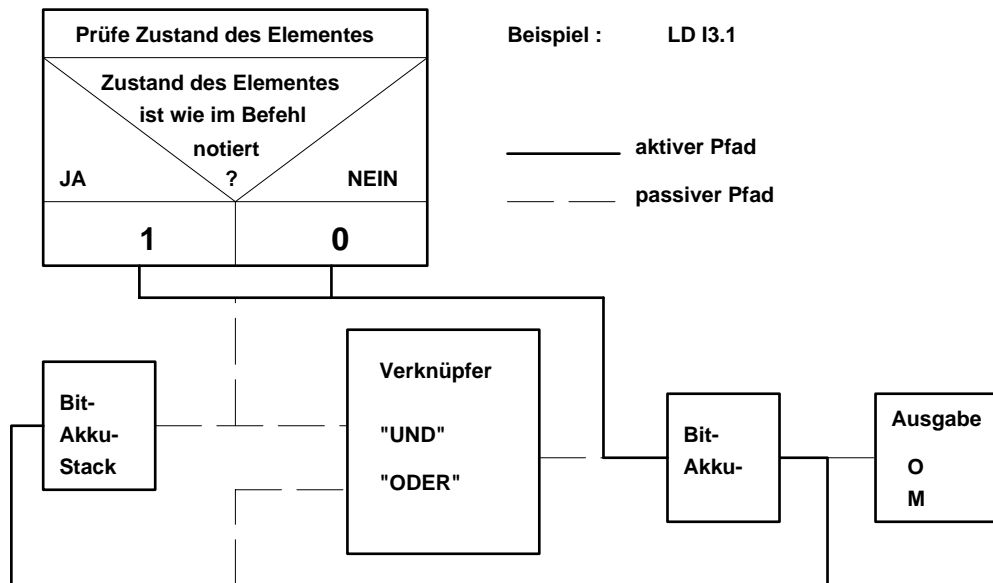 Prüfe Zustand des Elementes
Beispiel : LD I3.1
Zustand des Elementes
ist wie im Befehl
notiert
?
JA
NEIN
aktiver Pfad
passiver Pfad
1
0
Bit-
Akku-
Stack
Verknüpfer
"UND"
"ODER"
Bit-
Akku-
Ausgabe
O
M